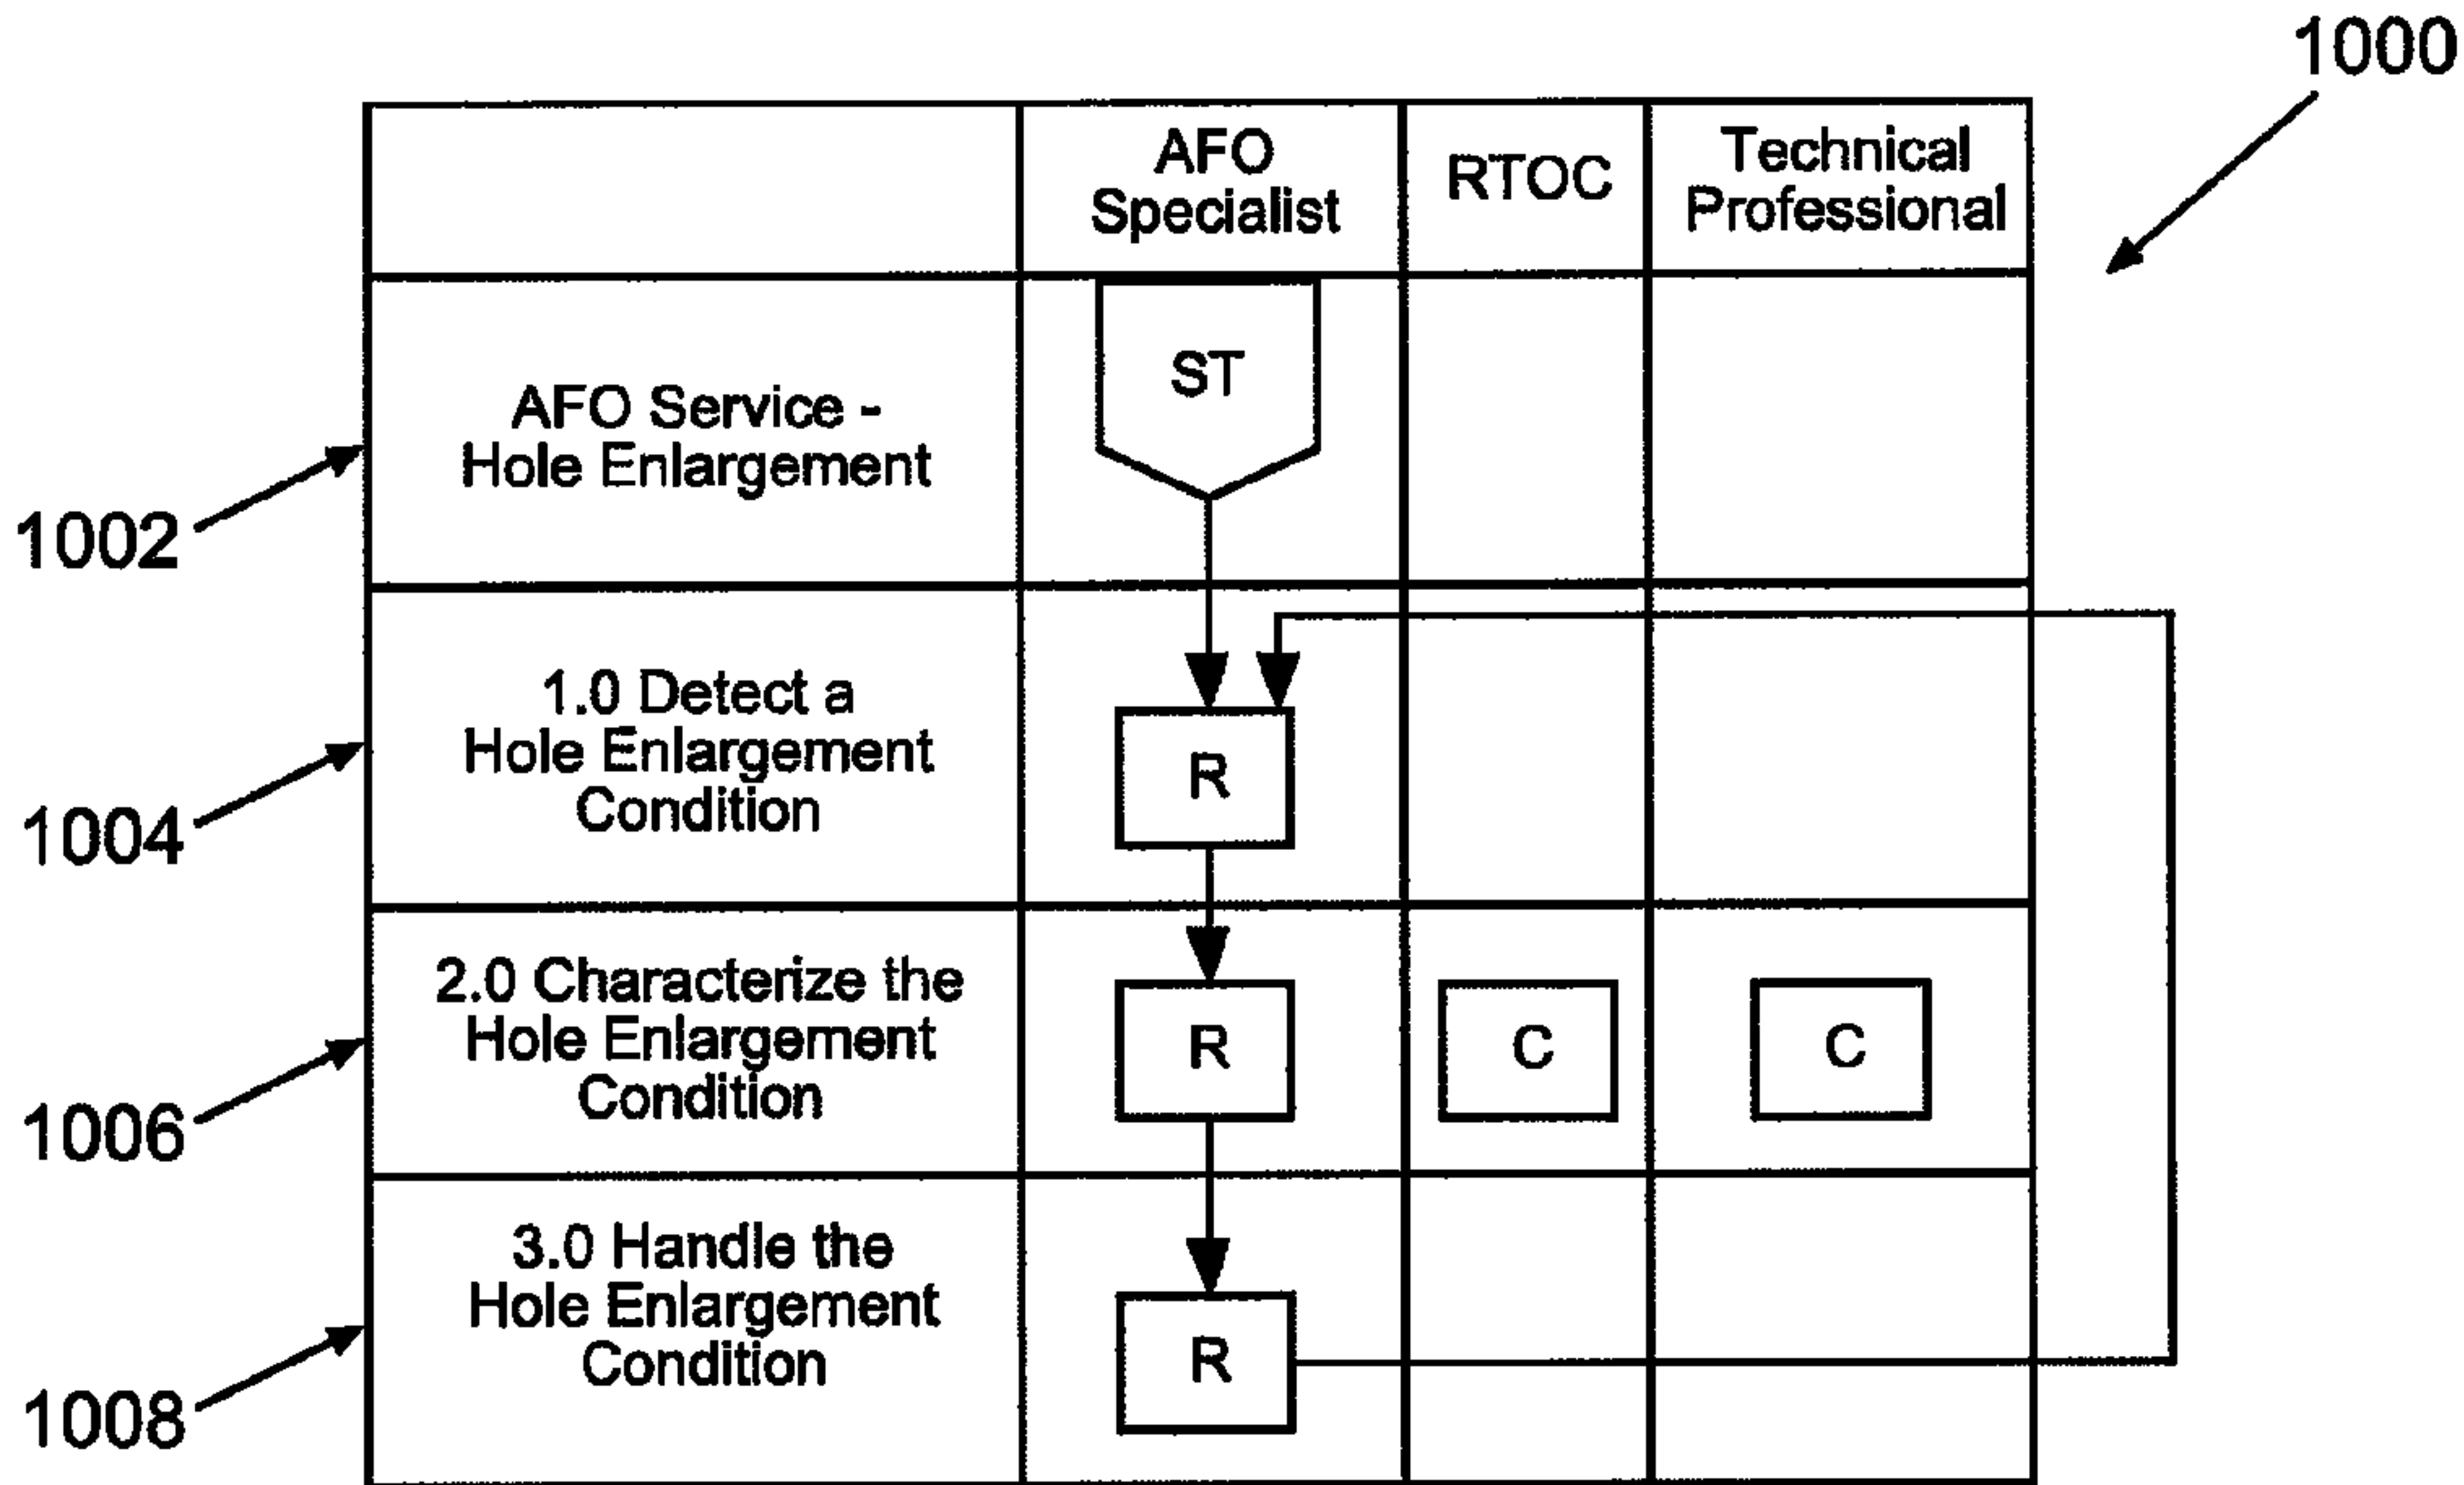 1000
AFO
Specialist
RTOC
Technical
Professional
AFO Service -
Hole Enlargement
ST
1002
1.0 Detect a
Hole Enlargement
Condition
R
1004
2.0 Characterize the
Hole Enlargement
Condition
R
C
C
1006
3.0 Handle the
Hole Enlargement
Condition
R
1008